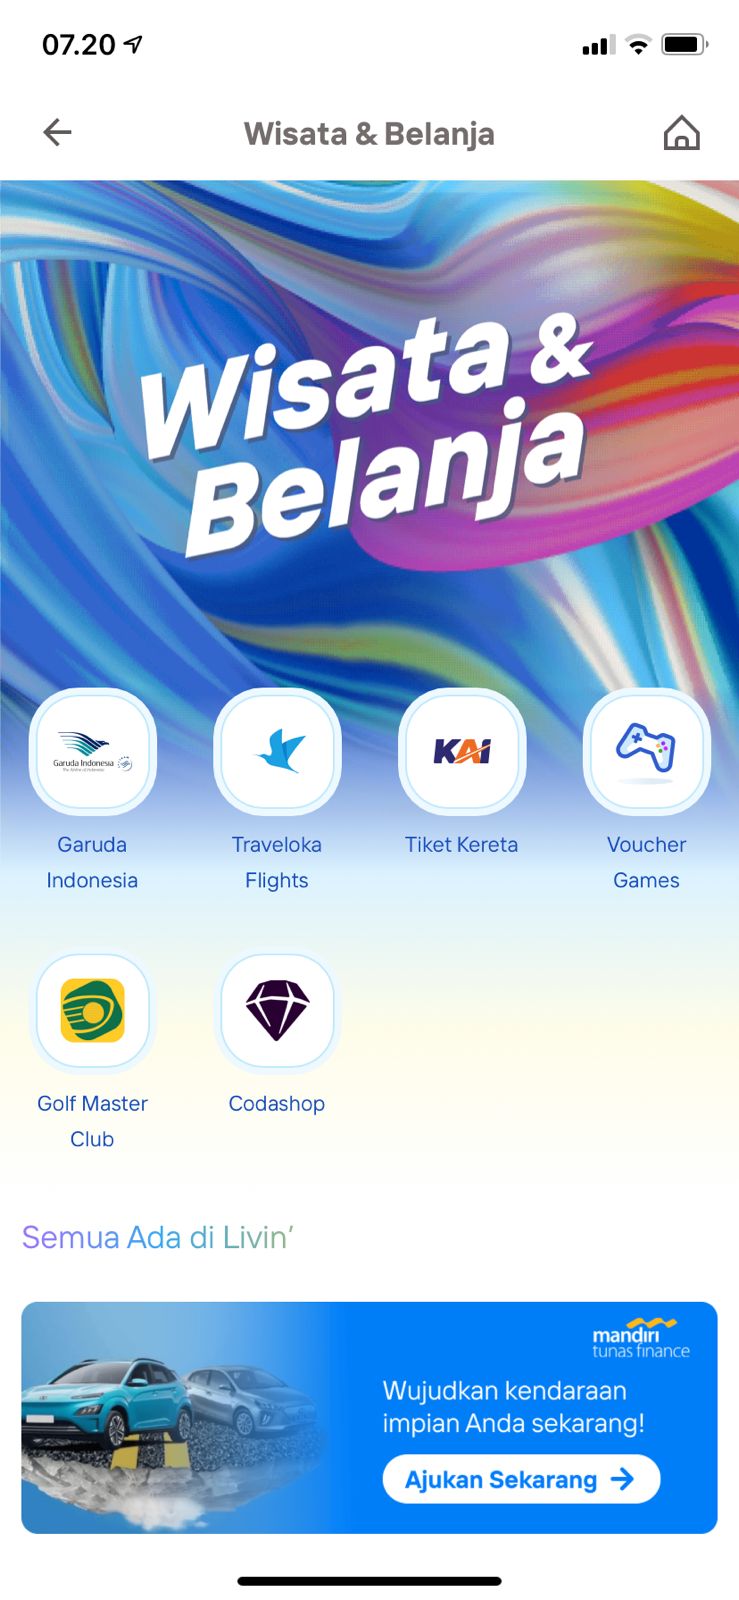 07.20
Wisata & Belanja
Wisata &
Belanja
Garuda Indonesia
The Airline of Indonesia
KAI
Garuda
Indonesia
Traveloka
Flights
Tiket Kereta
Voucher
Games
Golf Master
Club
Codashop
Semua Ada di Livin’
mandiri
tunas finance
Wujudkan kendaraan
impian Anda sekarang!
Ajukan Sekarang →